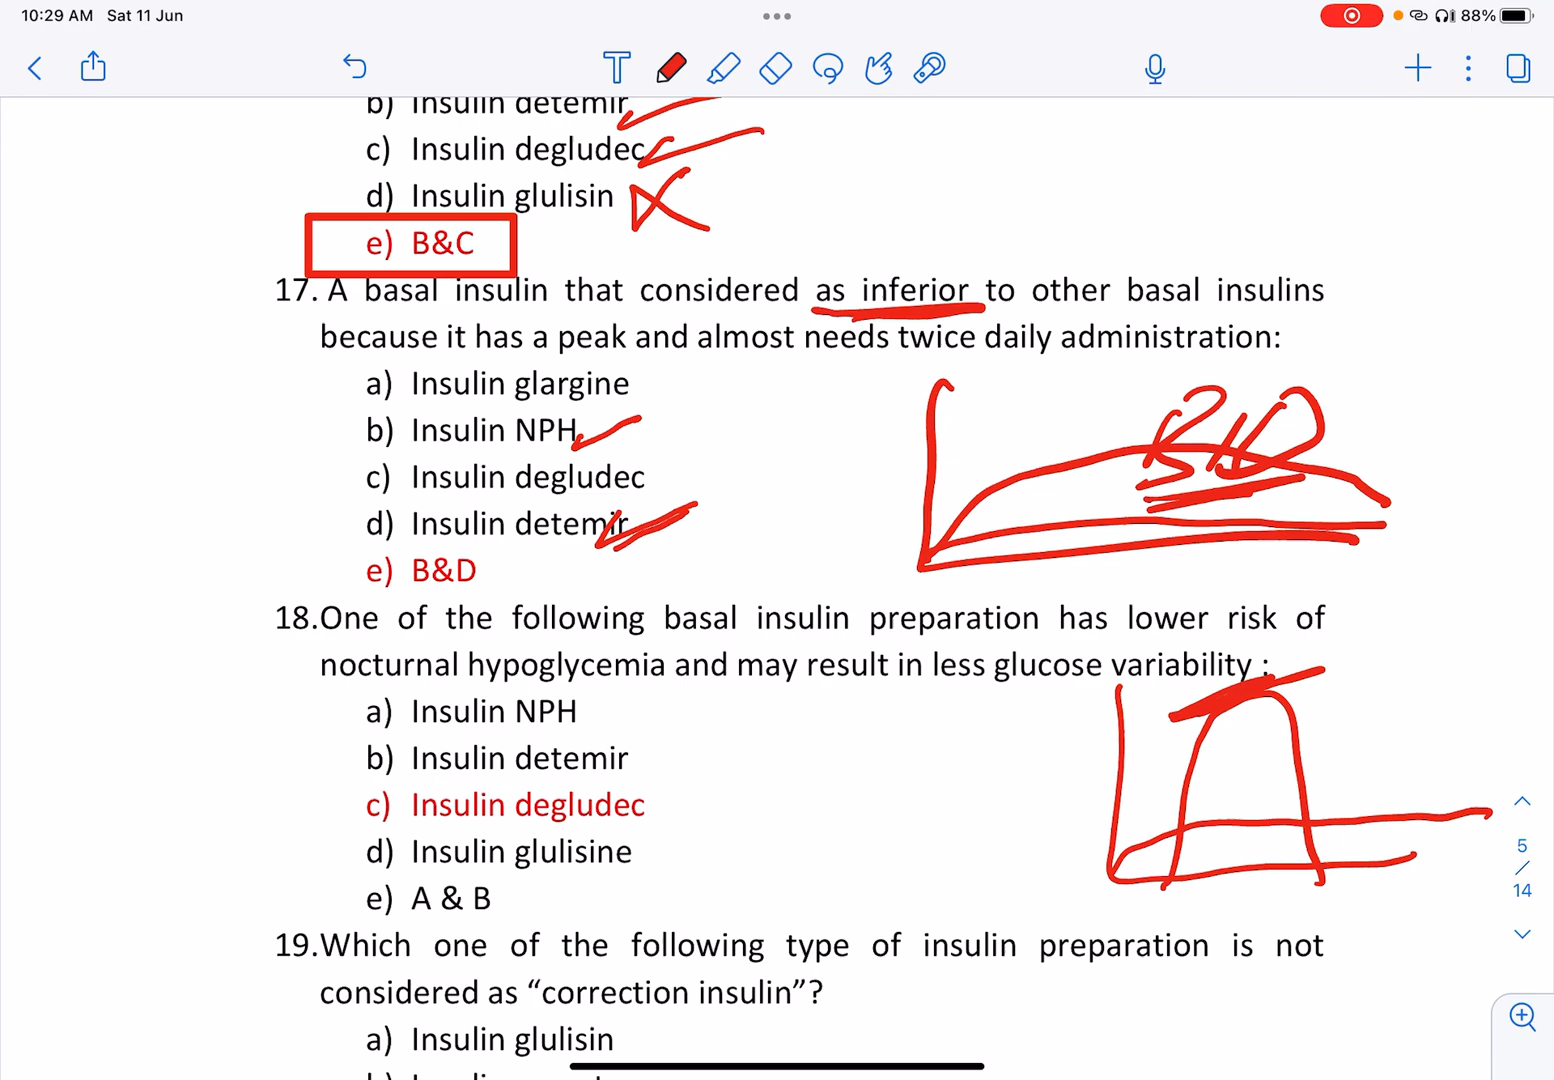 10:29 AM Sat 11 Jun
88%
b) Insulin detemir
c) Insulin degludec
d) Insulin glulisin
e) B&C
17. A basal insulin that considered as inferior to other basal insulins
because it has a peak and almost needs twice daily administration:
a) Insulin glargine
b) Insulin NPH
c) Insulin degludec
d) Insulin detemir
e) B&D
BID
18.One of the following basal insulin preparation has lower risk of
nocturnal hypoglycemia and may result in less glucose variability :
a) Insulin NPH
b) Insulin detemir
c) Insulin degludec
d) Insulin glulisine
e) A & B
5
/
14
19.Which one of the following type of insulin preparation is not
considered as “correction insulin”?
a) Insulin glulisin